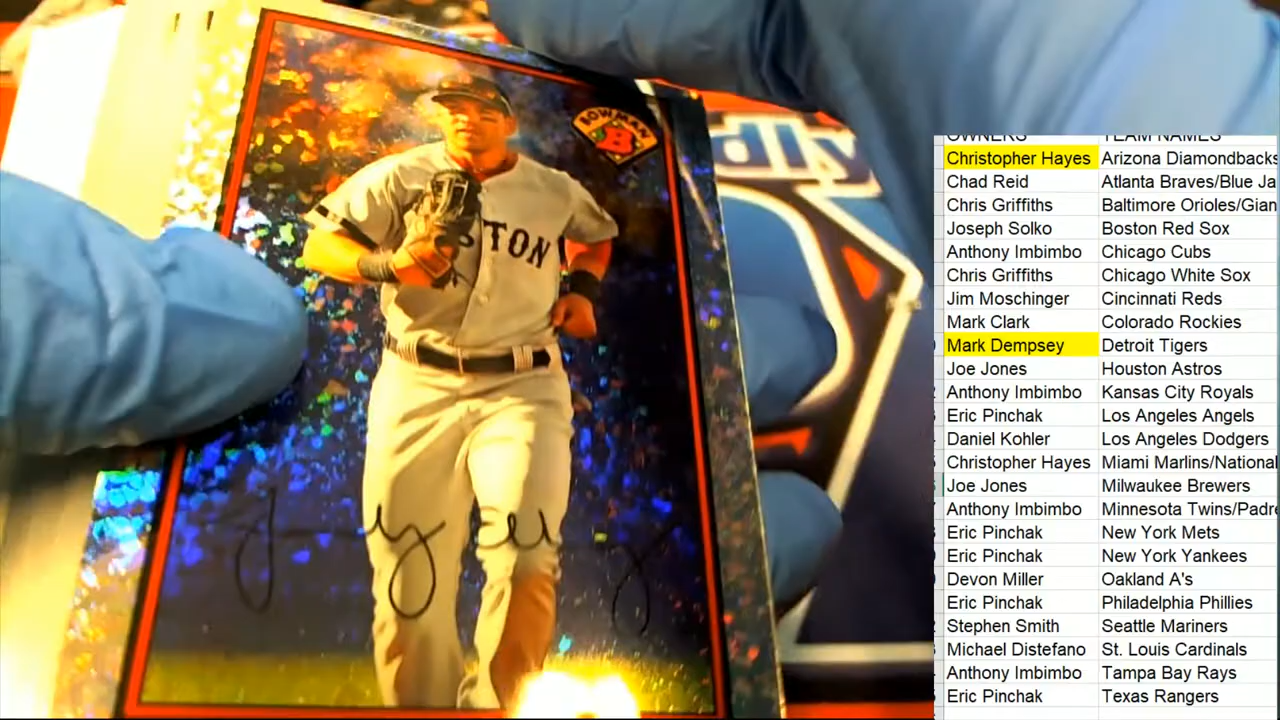 BOWMAN
B
STON
OWNERS TEAM NAMES
Christopher Hayes Arizona Diamondbacks
Chad Reid Atlanta Braves/Blue Ja
Chris Griffiths Baltimore Orioles/Gian
Joseph Solko Boston Red Sox
Anthony Imbimbo Chicago Cubs
Chris Griffiths Chicago White Sox
Jim Moschinger Cincinnati Reds
Mark Clark Colorado Rockies
Mark Dempsey Detroit Tigers
Joe Jones Houston Astros
Anthony Imbimbo Kansas City Royals
Eric Pinchak Los Angeles Angels
Daniel Kohler Los Angeles Dodgers
Christopher Hayes Miami Marlins/National
Joe Jones Milwaukee Brewers
Anthony Imbimbo Minnesota Twins/Padre
Eric Pinchak New York Mets
Eric Pinchak New York Yankees
Devon Miller Oakland A's
Eric Pinchak Philadelphia Phillies
Stephen Smith Seattle Mariners
Michael Distefano St. Louis Cardinals
Anthony Imbimbo Tampa Bay Rays
Eric Pinchak Texas Rangers